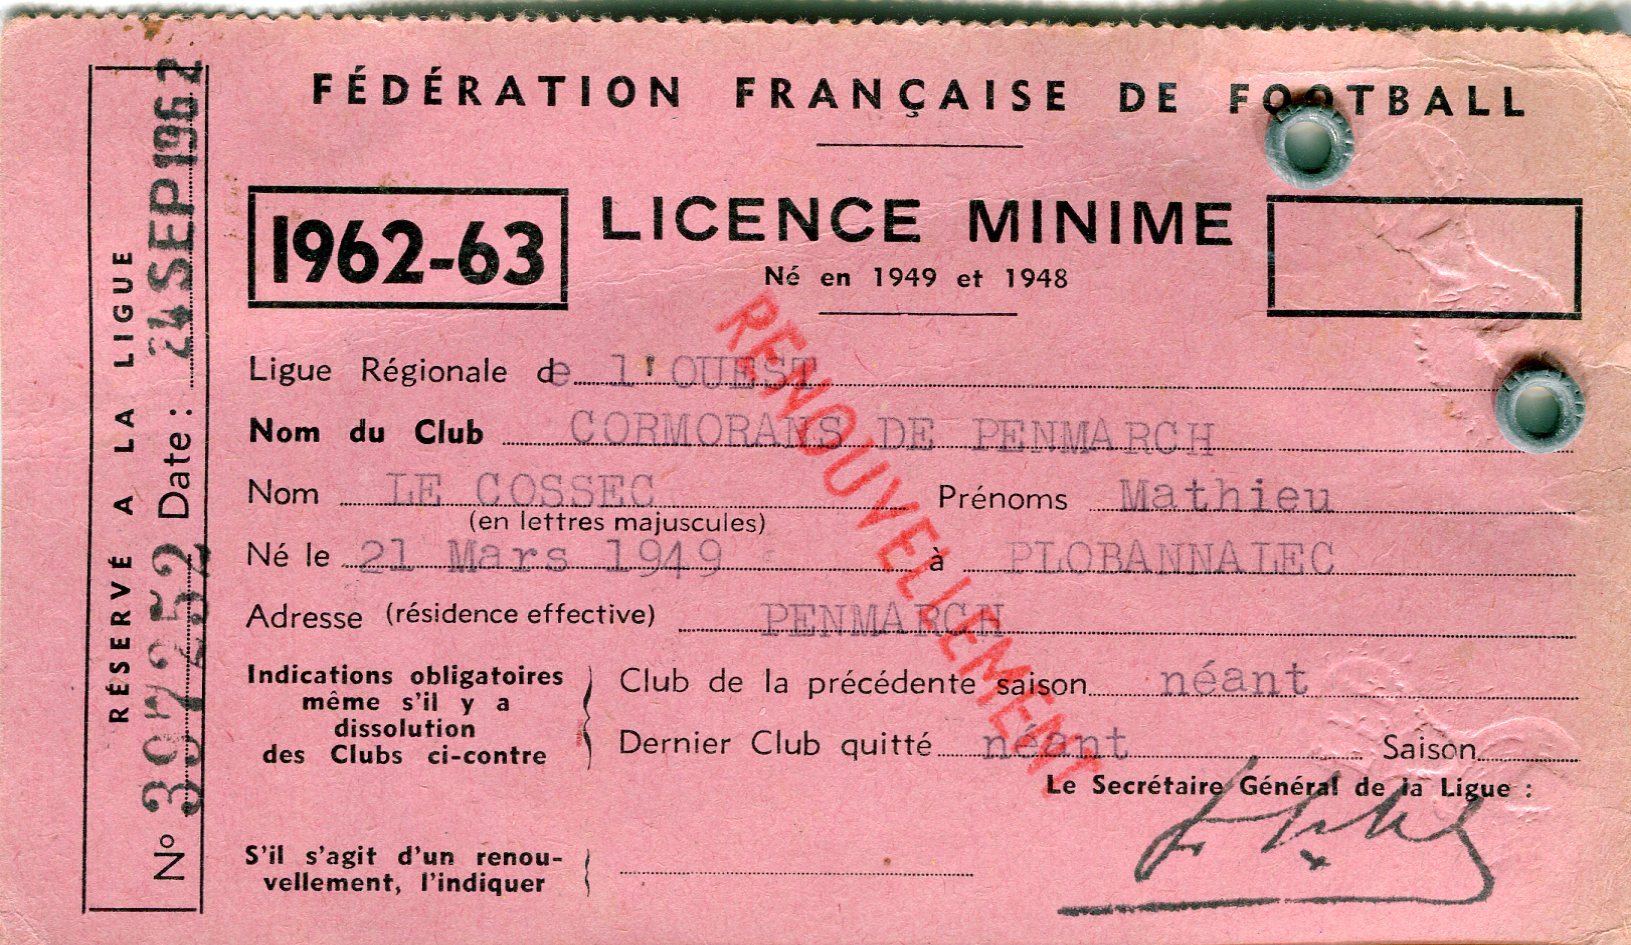 FÉDÉRATION FRANÇAISE DE FOOTBALL
1962-63
LICENCE MINIME
Né en 1949 et 1948
RÉSERVÉ A LA LIGUE
N° 307252 Date : 24 SEP 1962
RENOUVELLEMENT
Ligue Régionale de l'OUEST
Nom du Club CORMORANS DE PENMARCH
Nom LE COSSEC Prénoms Mathieu
(en lettres majuscules)
Né le 21 Mars 1949 à PLOBANNALEC
Adresse (résidence effective) PENMARCH
Indications obligatoires
même s'il y a
dissolution
des Clubs ci-contre
Club de la précédente saison néant
Dernier Club quitté néant Saison
Le Secrétaire Général de la Ligue :
S'il s'agit d'un renou-
vellement, l'indiquer